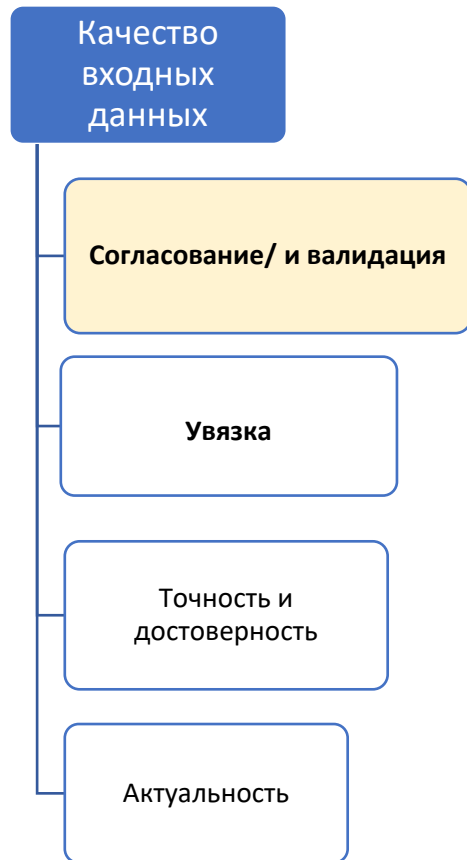 Качество
входных
данных
Согласование/ и валидация
Увязка
Точность и
достоверность
Актуальность